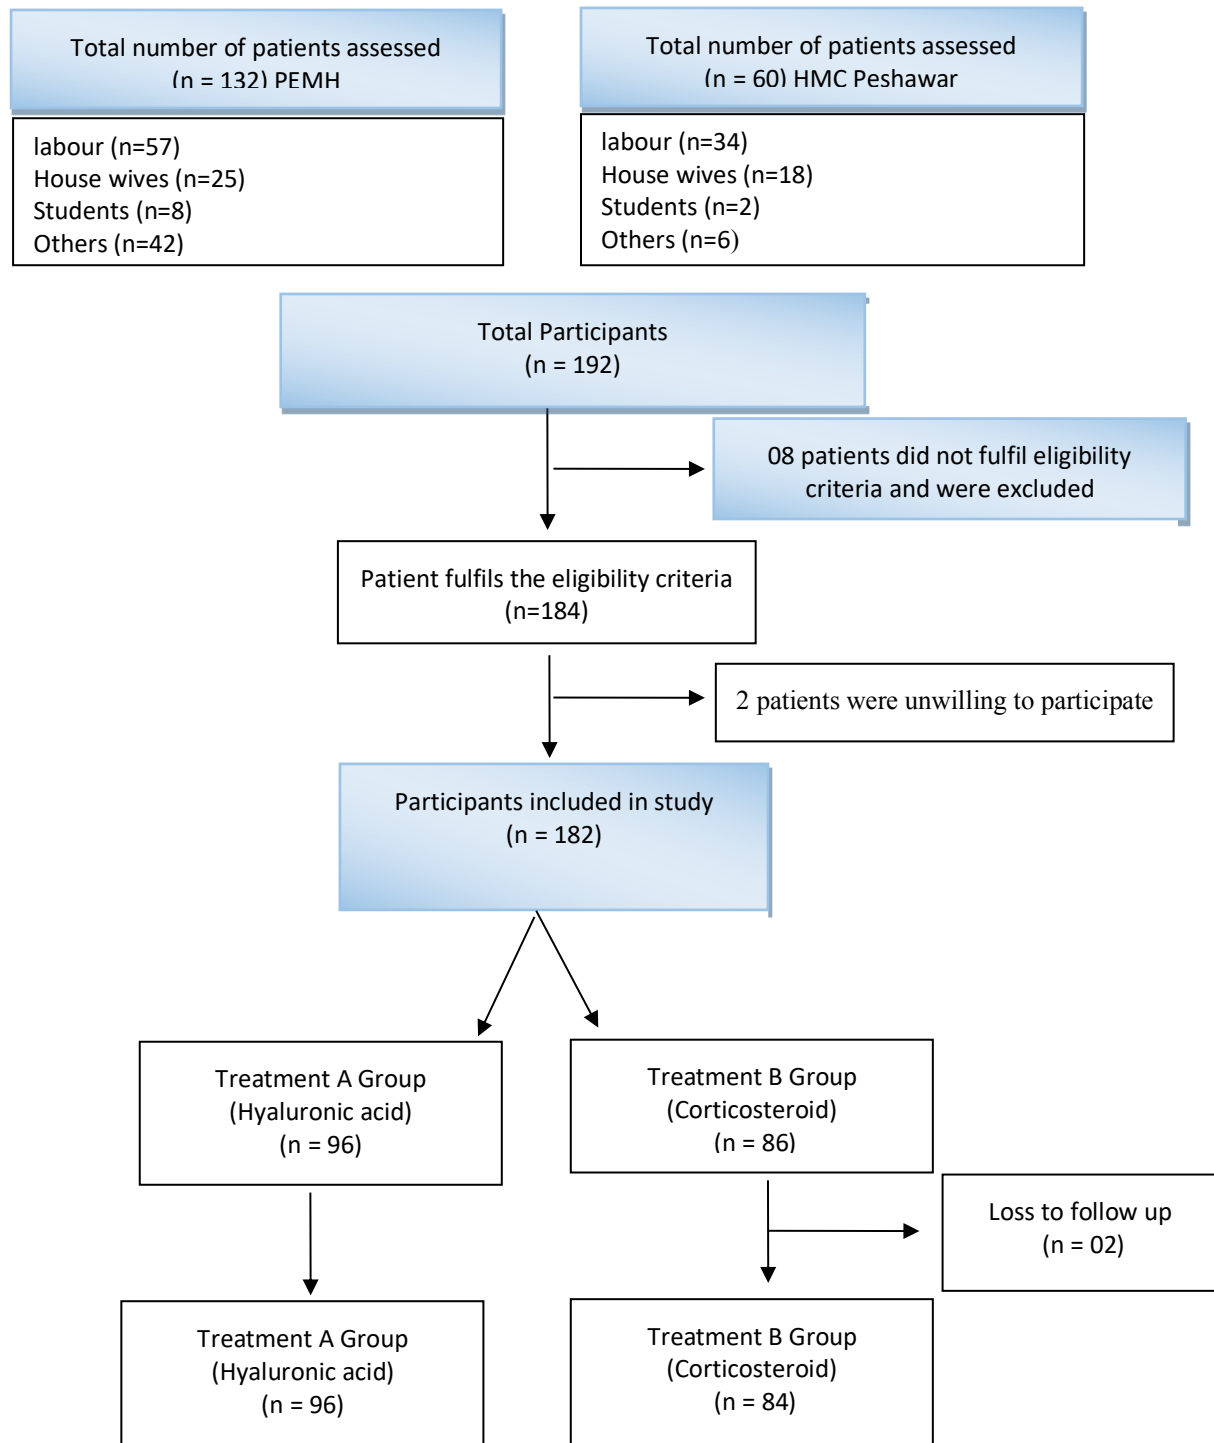 Total number of patients assessed
(n = 132) PEMH
labour (n=57)
House wives (n=25)
Students (n=8)
Others (n=42)
Total number of patients assessed
(n = 60) HMC Peshawar
labour (n=34)
House wives (n=18)
Students (n=2)
Others (n=6)
Total Participants
(n = 192)
08 patients did not fulfil eligibility
criteria and were excluded
Patient fulfils the eligibility criteria
(n=184)
2 patients were unwilling to participate
Participants included in study
(n = 182)
Treatment A Group
(Hyaluronic acid)
(n = 96)
Treatment B Group
(Corticosteroid)
(n = 86)
Loss to follow up
(n = 02)
Treatment A Group
(Hyaluronic acid)
(n = 96)
Treatment B Group
(Corticosteroid)
(n = 84)